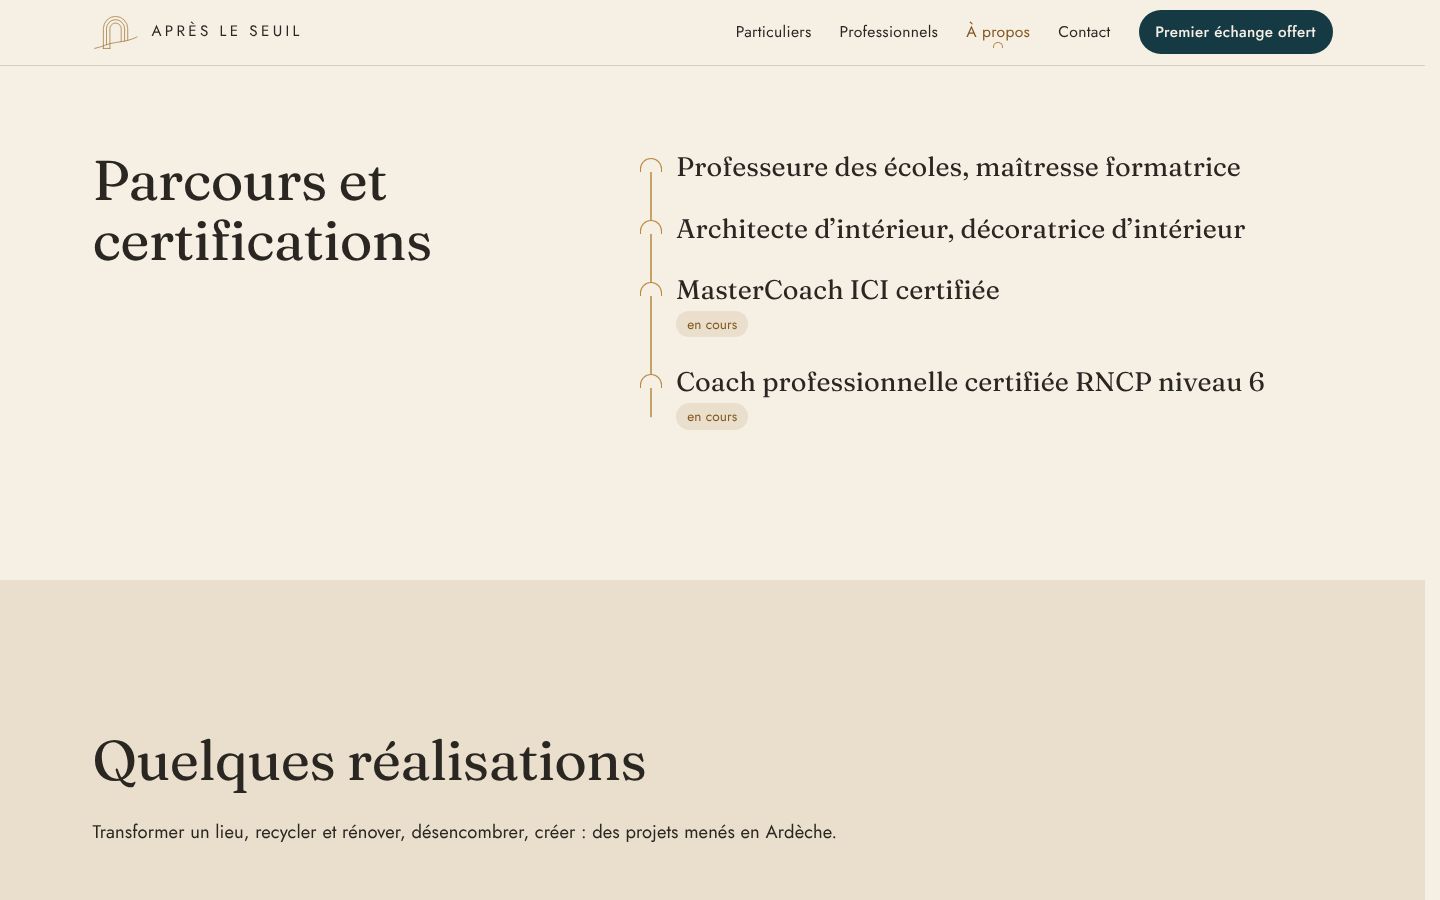 APRÈS LE SEUIL
Particuliers
Professionnels
À propos
Contact
Premier échange offert
Parcours et
certifications
Professeure des écoles, maîtresse formatrice
Architecte d’intérieur, décoratrice d’intérieur
MasterCoach ICI certifiée
en cours
Coach professionnelle certifiée RNCP niveau 6
en cours
Quelques réalisations
Transformer un lieu, recycler et rénover, désencombrer, créer : des projets menés en Ardèche.